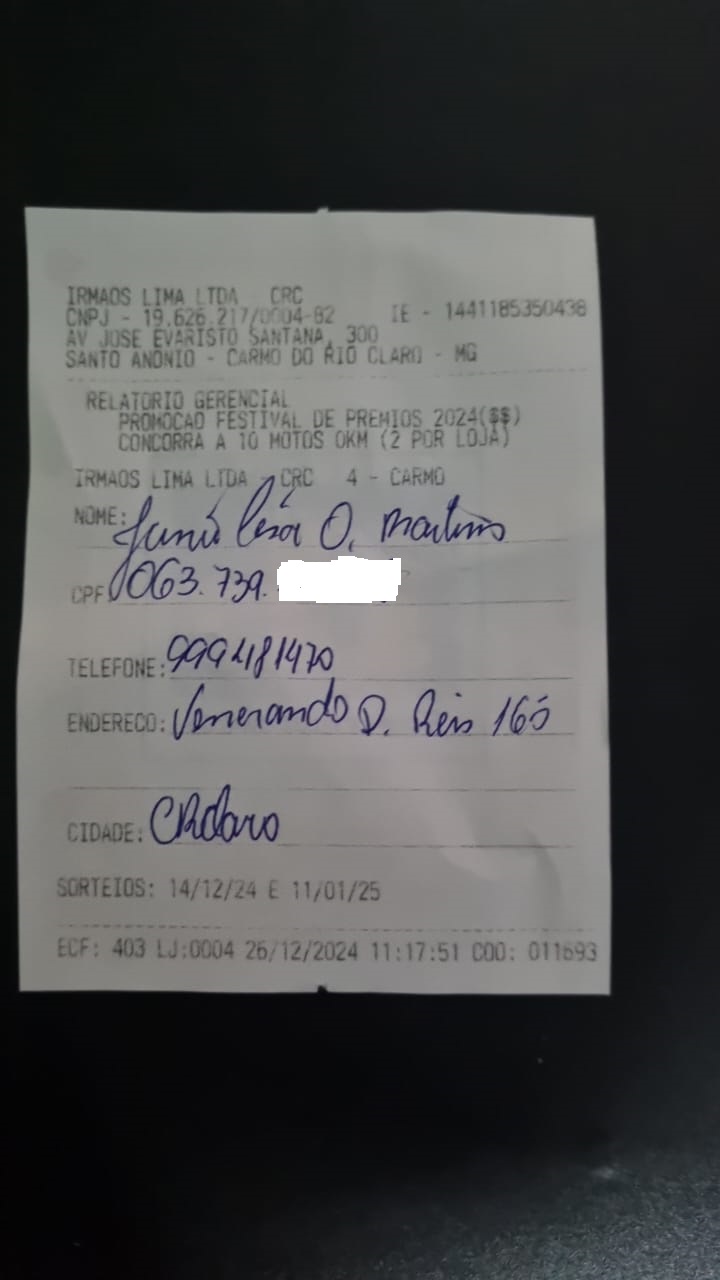 IRMAOS LIMA LTDA CRC
CNPJ - 19.626.217/0004-82 IE - 1441185350438
AV JOSE EVARISTO SANTANA, 300
SANTO ANONIO - CARMO DO RIO CLARO - MG
RELATORIO GERENCIAL
PROMOCAO FESTIVAL DE PREMIOS 2024($$)
CONCORRA A 10 MOTOS 0KM (2 POR LOJA)
IRMAOS LIMA LTDA CRC 4 - CARMO
NOME: O. Martins
CPF 063.739.
TELEFONE: 999481470
ENDERECO: Venerando D. Reis 165
CIDADE: CRClaro
SORTEIOS: 14/12/24 E 11/01/25
ECF: 403 LJ:0004 26/12/2024 11:17:51 COO: 011693